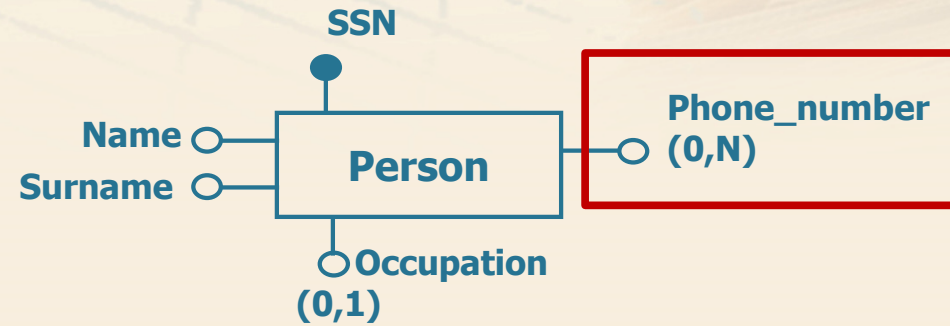 SSN
Name
Surname
Person
Phone_number
(0,N)
Occupation
(0,1)